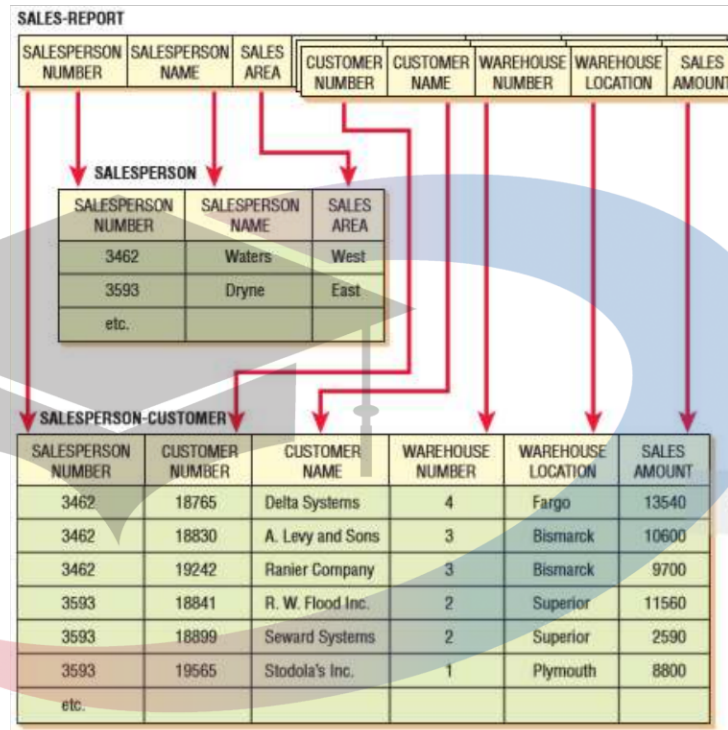 SALES-REPORT
SALESPERSON NUMBER SALESPERSON NAME SALES AREA CUSTOMER NUMBER CUSTOMER NAME WAREHOUSE NUMBER WAREHOUSE LOCATION SALES AMOUNT
SALESPERSON
SALESPERSON NUMBER SALESPERSON NAME SALES AREA
3462 Waters West
3593 Dryne East
etc.
SALESPERSON-CUSTOMER
SALESPERSON NUMBER CUSTOMER NUMBER CUSTOMER NAME WAREHOUSE NUMBER WAREHOUSE LOCATION SALES AMOUNT
3462 18765 Delta Systems 4 Fargo 13540
3462 18830 A. Levy and Sons 3 Bismarck 10600
3462 19242 Ranier Company 3 Bismarck 9700
3593 18841 R. W. Flood Inc. 2 Superior 11560
3593 18899 Seward Systems 2 Superior 2590
3593 19565 Stodola's Inc. 1 Plymouth 8800
etc.